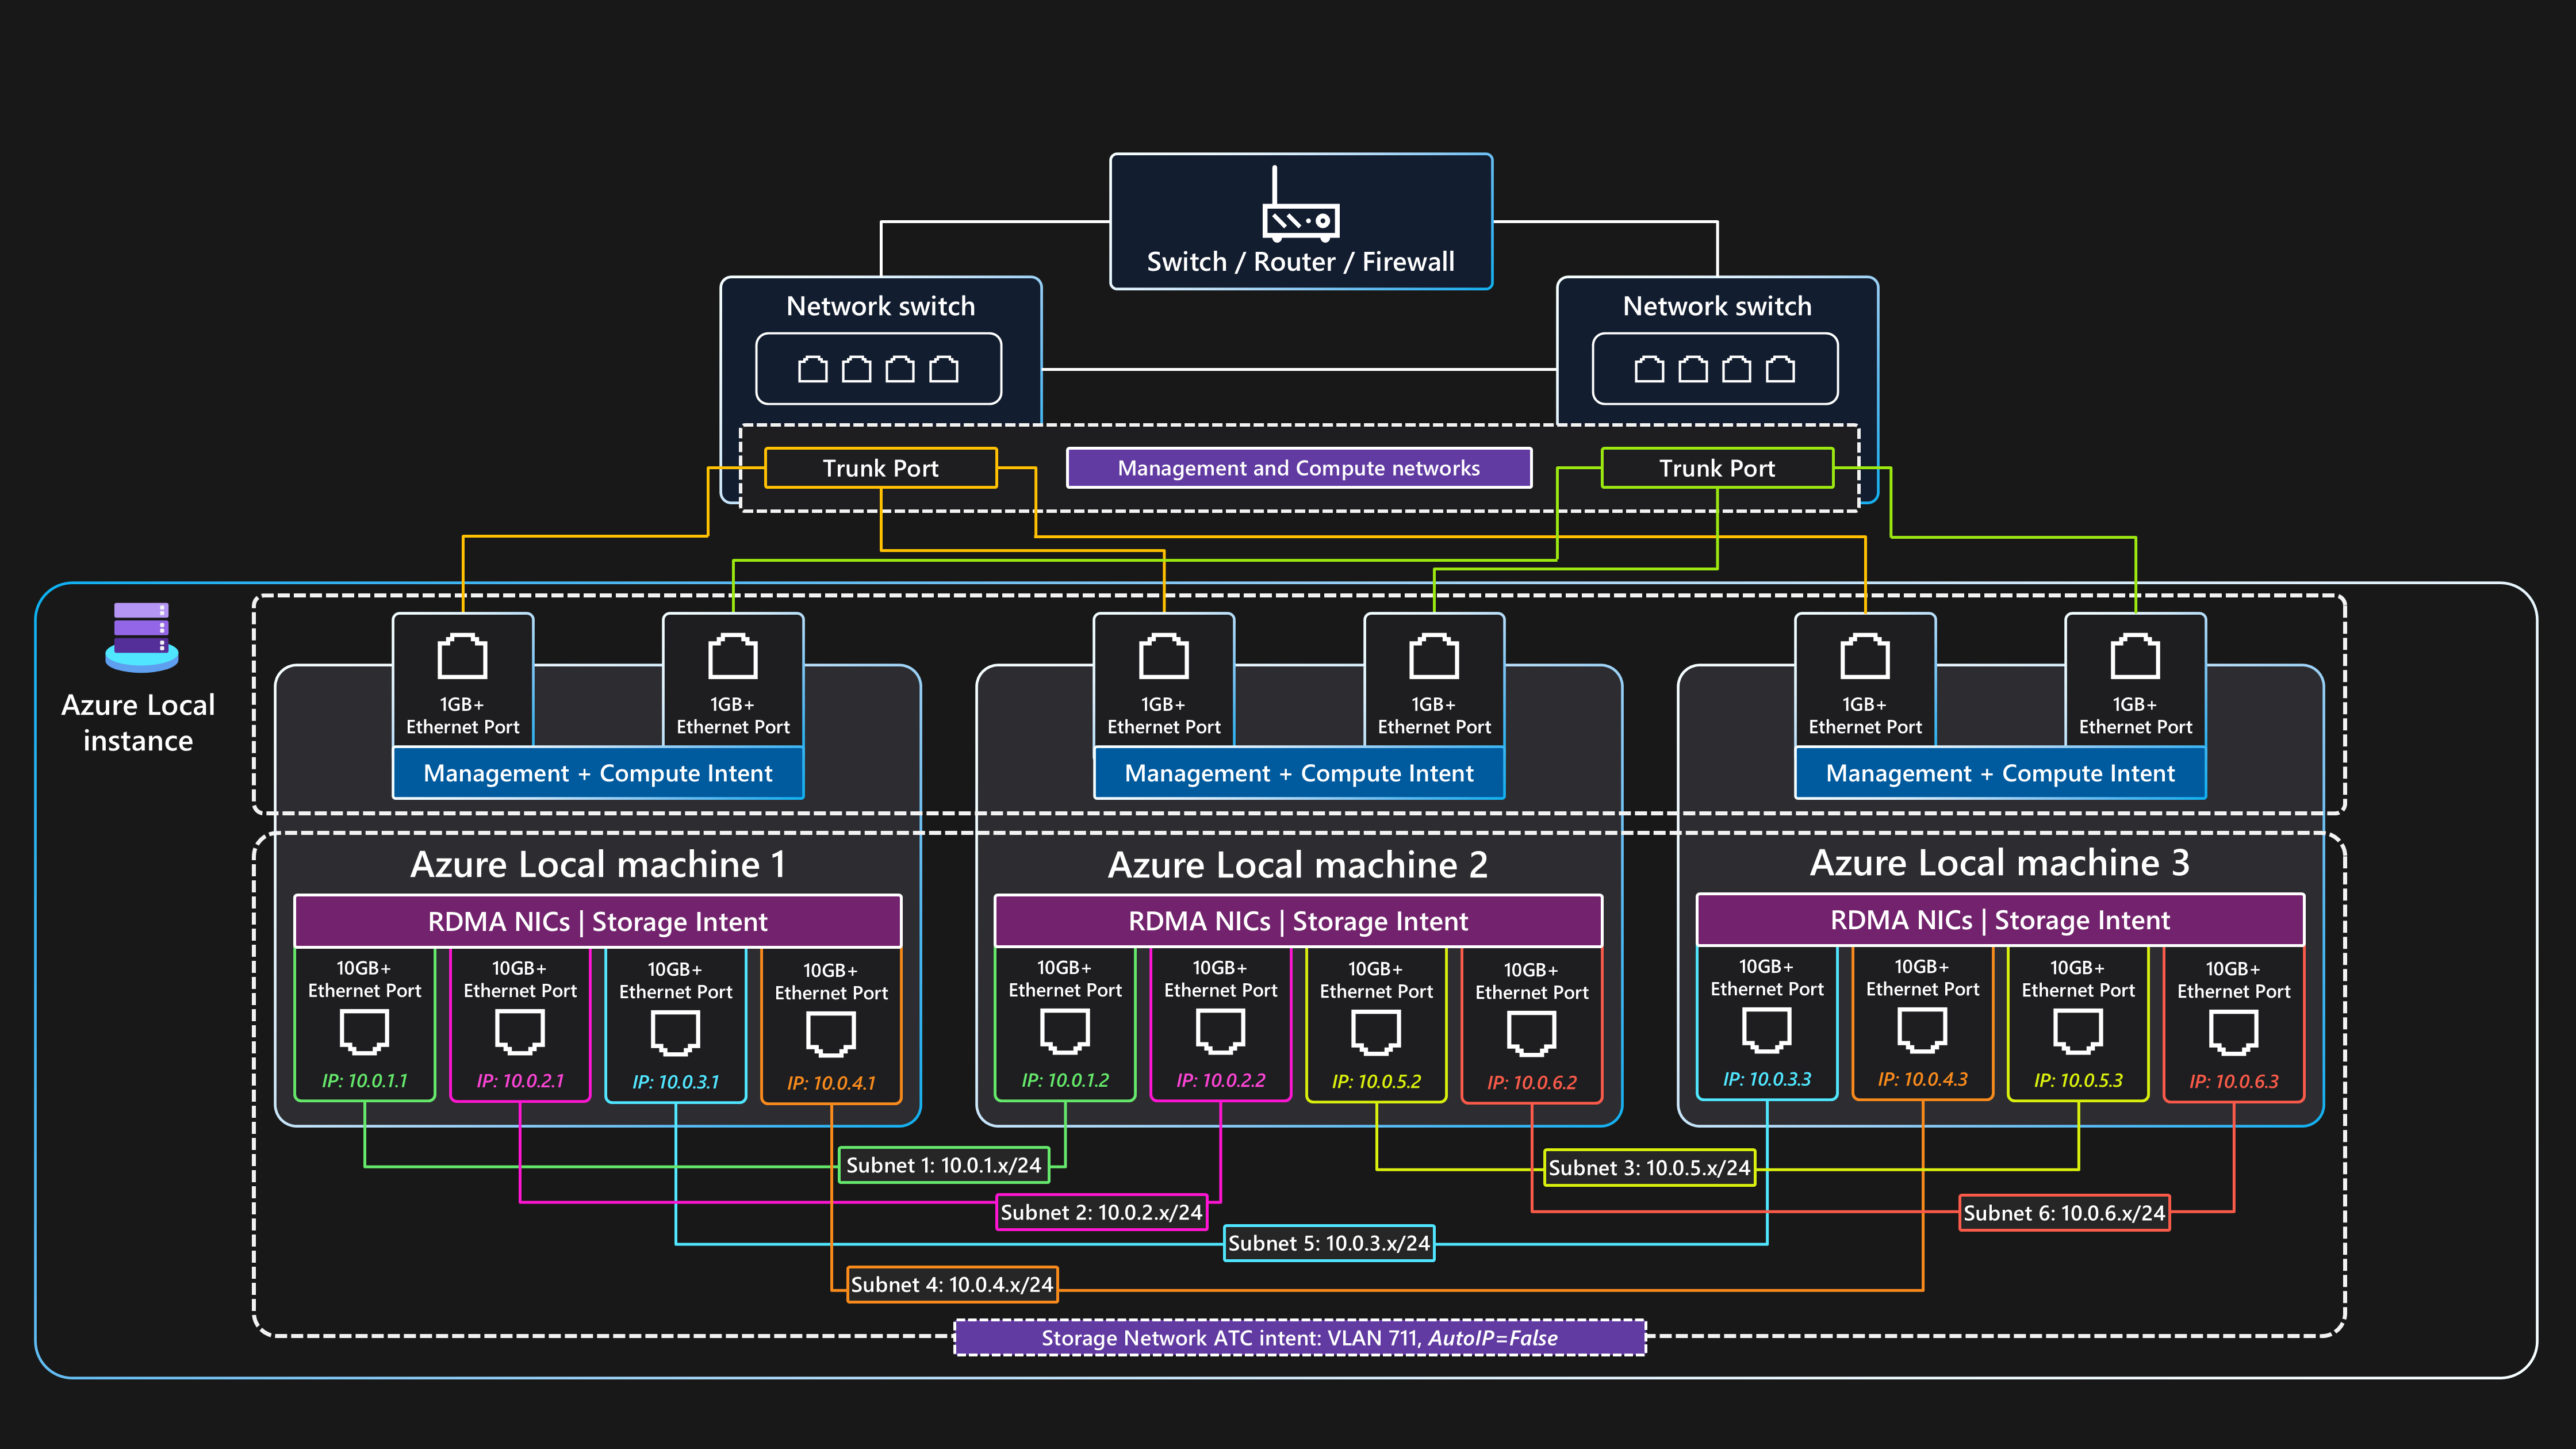 Switch / Router / Firewall
Network switch
Network switch
Trunk Port
Management and Compute networks
Trunk Port
Azure Local
instance
1GB+
Ethernet Port
1GB+
Ethernet Port
Management + Compute Intent
1GB+
Ethernet Port
1GB+
Ethernet Port
Management + Compute Intent
1GB+
Ethernet Port
1GB+
Ethernet Port
Management + Compute Intent
Azure Local machine 1
RDMA NICs | Storage Intent
10GB+
Ethernet Port
IP: 10.0.1.1
10GB+
Ethernet Port
IP: 10.0.2.1
10GB+
Ethernet Port
IP: 10.0.3.1
10GB+
Ethernet Port
IP: 10.0.4.1
Azure Local machine 2
RDMA NICs | Storage Intent
10GB+
Ethernet Port
IP: 10.0.1.2
10GB+
Ethernet Port
IP: 10.0.2.2
10GB+
Ethernet Port
IP: 10.0.5.2
10GB+
Ethernet Port
IP: 10.0.6.2
Azure Local machine 3
RDMA NICs | Storage Intent
10GB+
Ethernet Port
IP: 10.0.3.3
10GB+
Ethernet Port
IP: 10.0.4.3
10GB+
Ethernet Port
IP: 10.0.5.3
10GB+
Ethernet Port
IP: 10.0.6.3
Subnet 1: 10.0.1.x/24
Subnet 3: 10.0.5.x/24
Subnet 2: 10.0.2.x/24
Subnet 6: 10.0.6.x/24
Subnet 5: 10.0.3.x/24
Subnet 4: 10.0.4.x/24
Storage Network ATC intent: VLAN 711, AutoIP=False